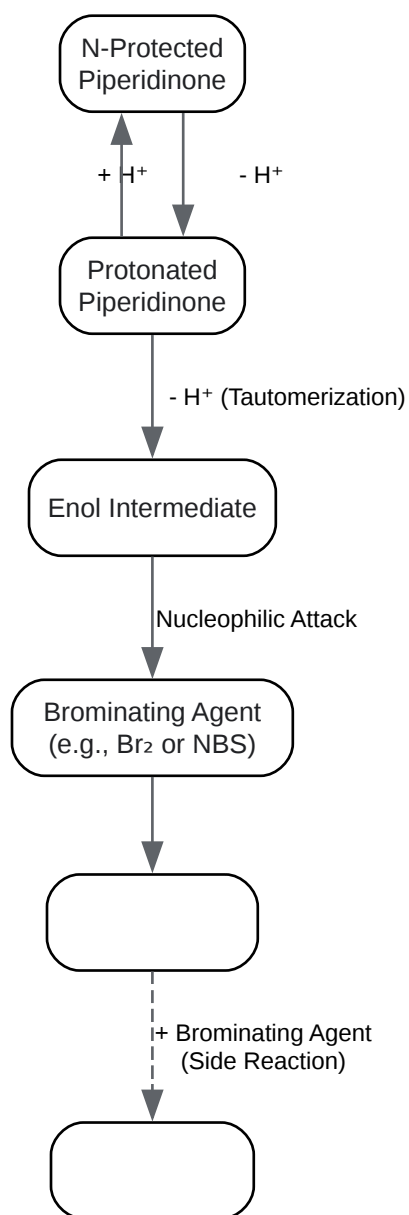 N-Protected
Piperidinone
+ H⁺
- H⁺
Protonated
Piperidinone
- H⁺ (Tautomerization)
Enol Intermediate
Nucleophilic Attack
Brominating Agent
(e.g., Br₂ or NBS)
+ Brominating Agent
(Side Reaction)